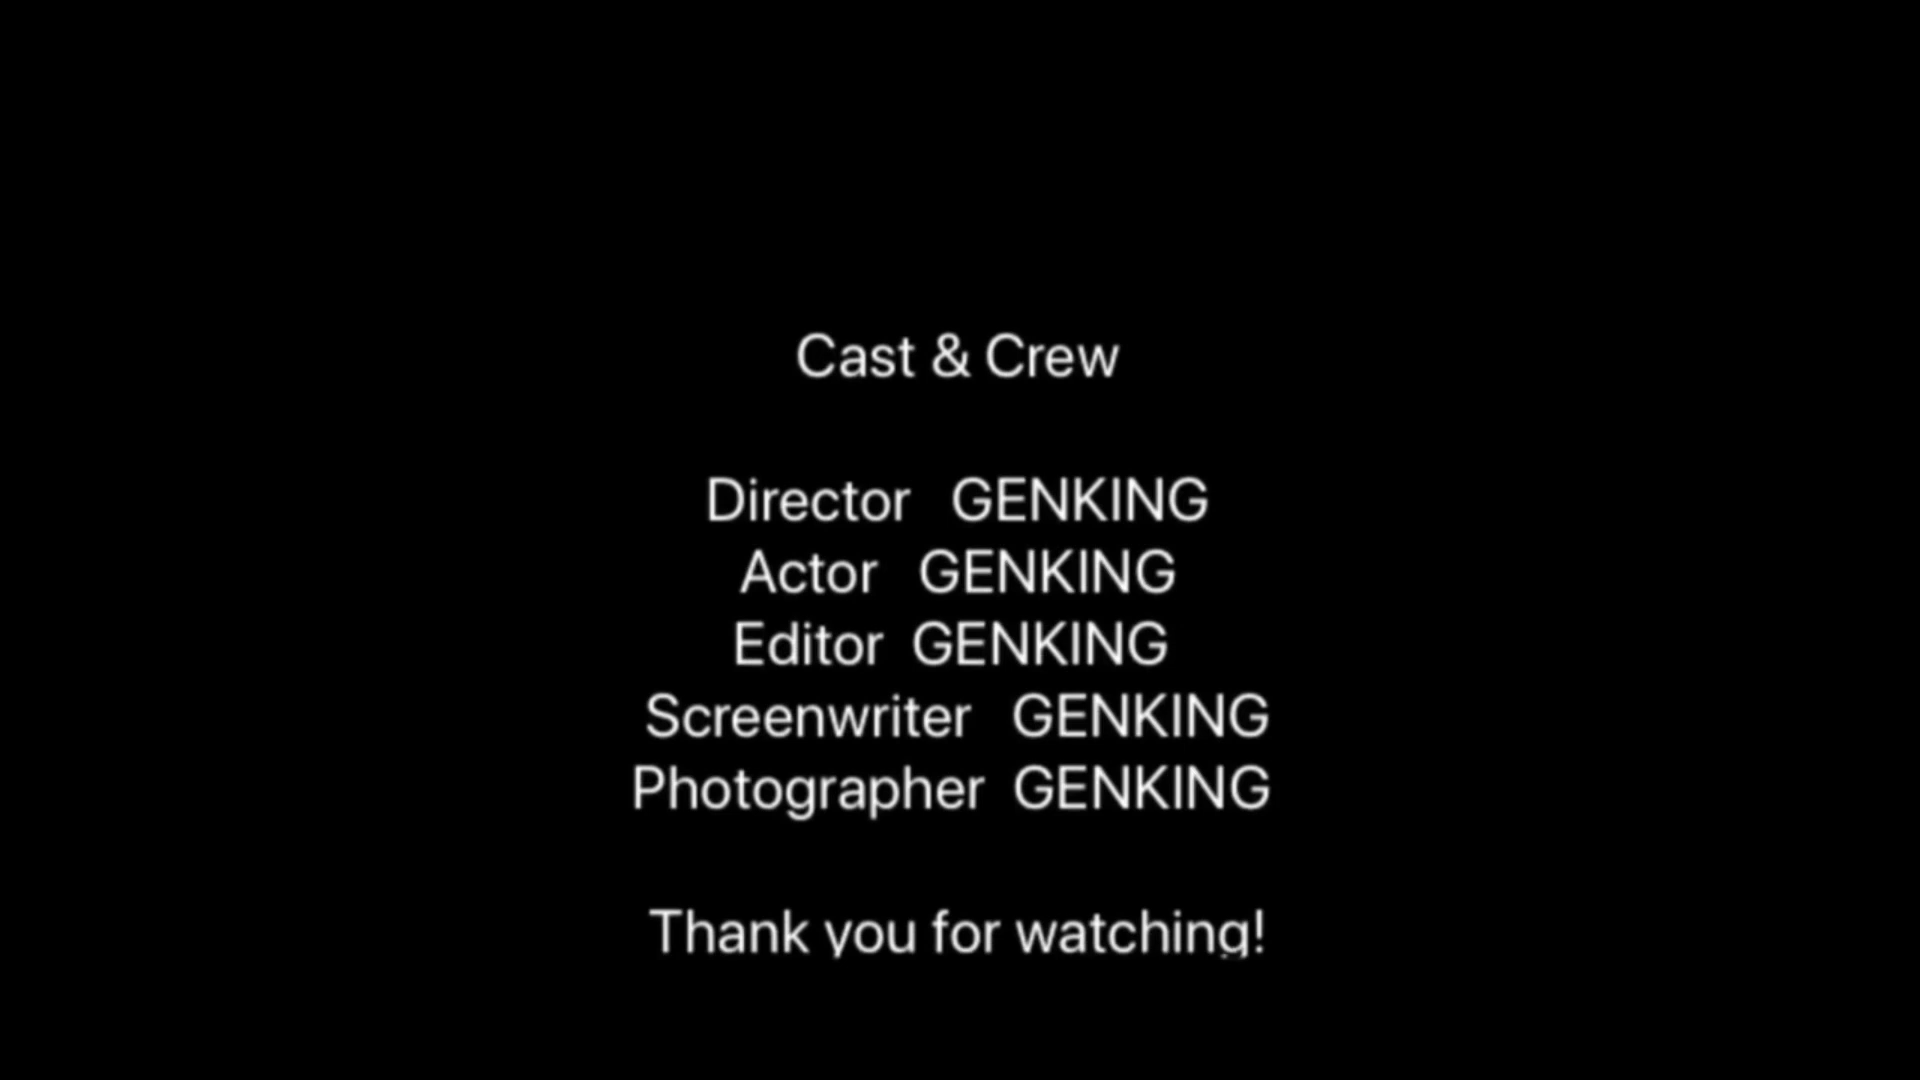 Cast & Crew
Director GENKING
Actor GENKING
Editor GENKING
Screenwriter GENKING
Photographer GENKING
Thank you for watching!